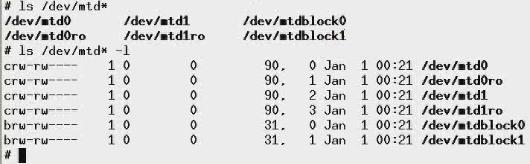 # ls /dev/mtd*
/dev/mtd0 /dev/mtd1 /dev/mtdblock0
/dev/mtd0ro /dev/mtd1ro /dev/mtdblock1
# ls /dev/mtd* -l
crw-rw---- 1 0 0 90, 0 Jan 1 00:21 /dev/mtd0
crw-rw---- 1 0 0 90, 1 Jan 1 00:21 /dev/mtd0ro
crw-rw---- 1 0 0 90, 2 Jan 1 00:21 /dev/mtd1
crw-rw---- 1 0 0 90, 3 Jan 1 00:21 /dev/mtd1ro
brw-rw---- 1 0 0 31, 0 Jan 1 00:21 /dev/mtdblock0
brw-rw---- 1 0 0 31, 1 Jan 1 00:21 /dev/mtdblock1
#